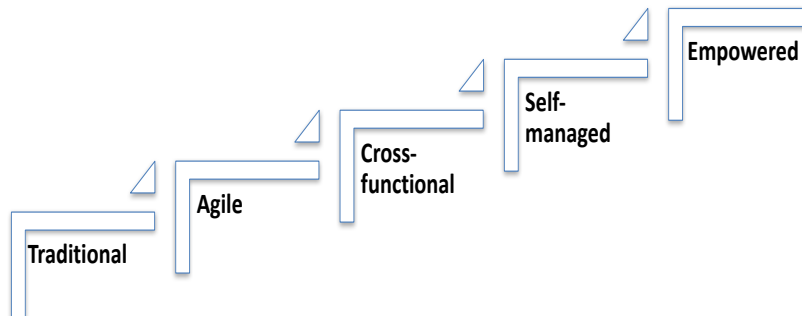 Traditional
Agile
Cross-
functional
Self-
managed
Empowered